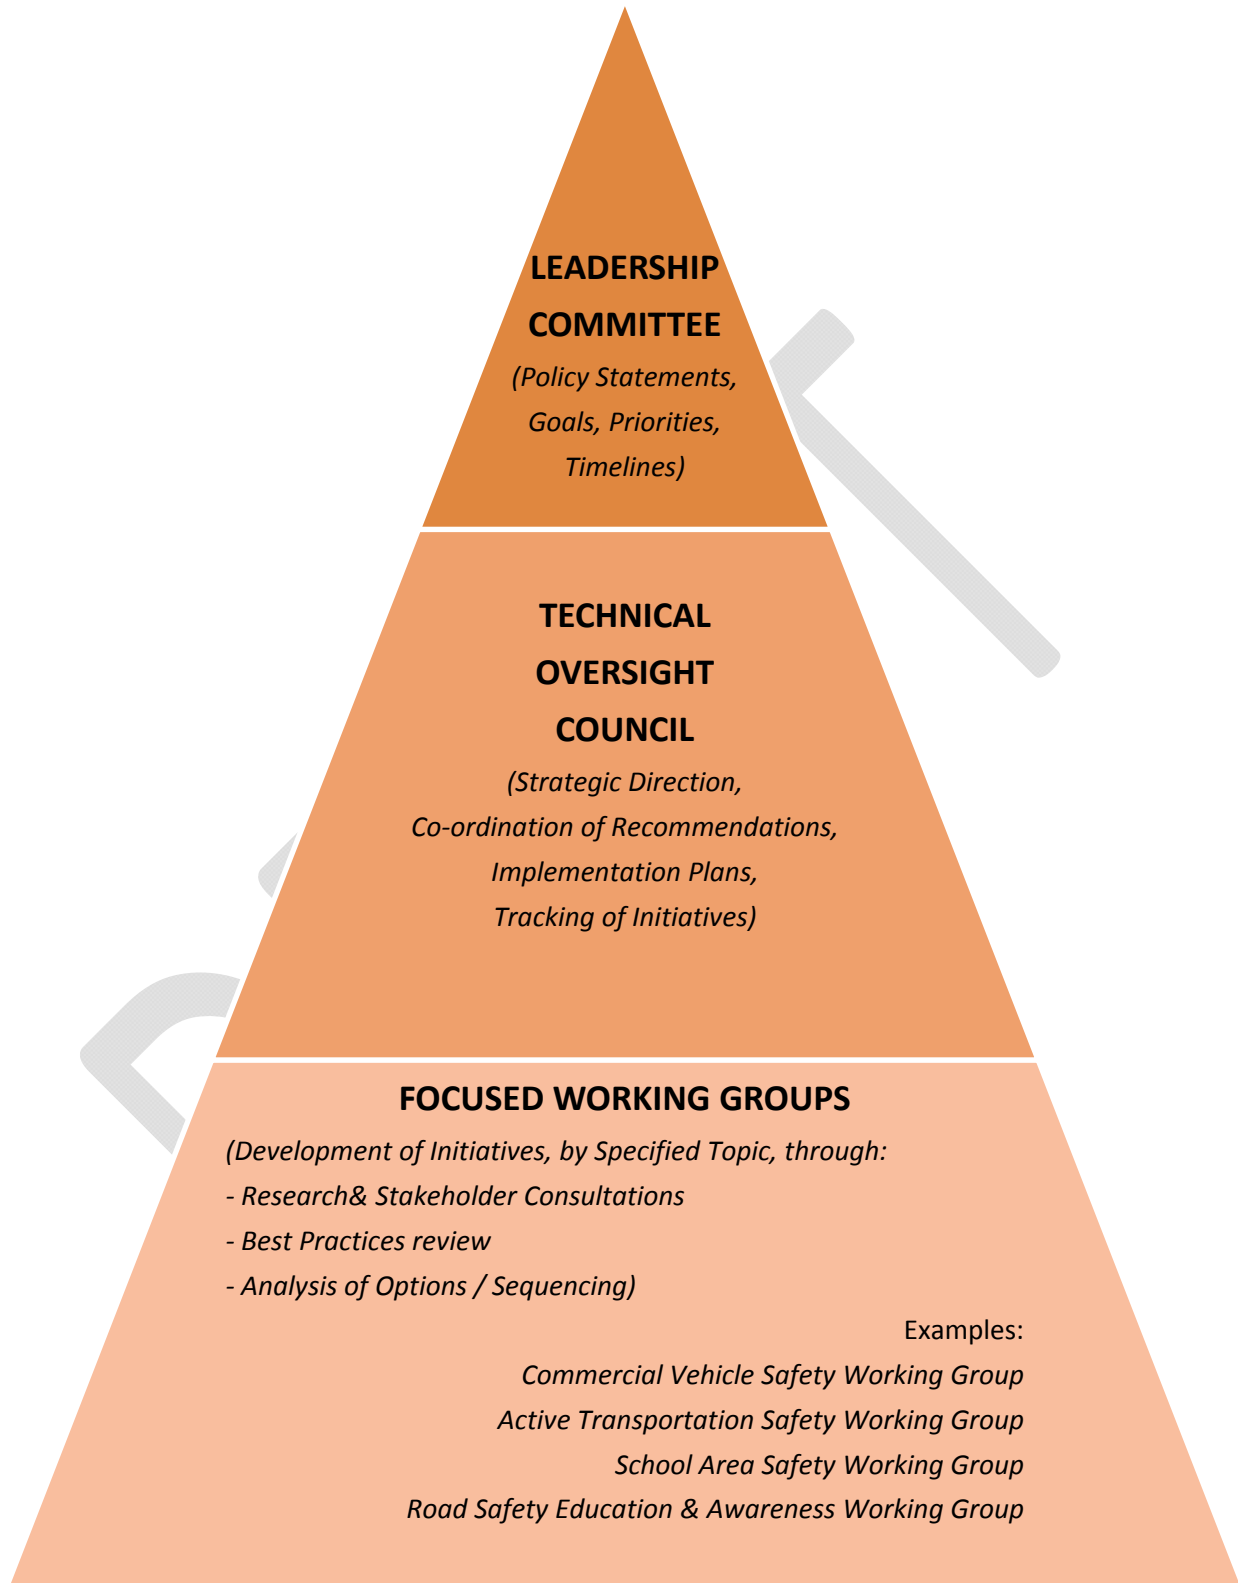 LEADERSHIP
COMMITTEE
(Policy Statements,
Goals, Priorities,
Timelines)
TECHNICAL
OVERSIGHT
COUNCIL
(Strategic Direction,
Co-ordination of Recommendations,
Implementation Plans,
Tracking of Initiatives)
FOCUSED WORKING GROUPS
(Development of Initiatives, by Specified Topic, through:
- Research& Stakeholder Consultations
- Best Practices review
- Analysis of Options / Sequencing)
Examples:
Commercial Vehicle Safety Working Group
Active Transportation Safety Working Group
School Area Safety Working Group
Road Safety Education & Awareness Working Group